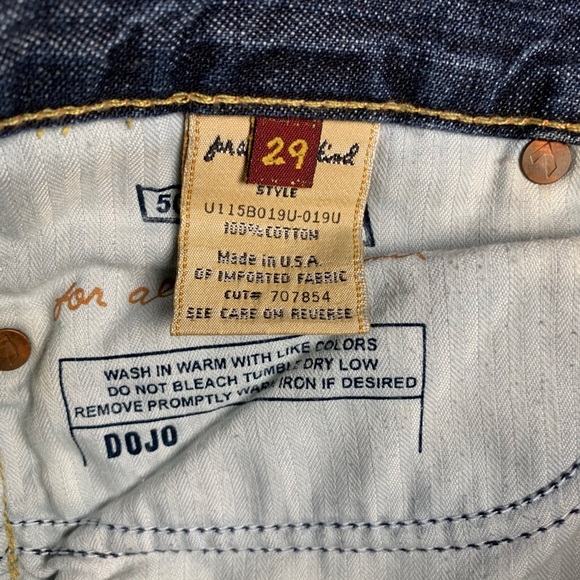 29
STYLE
U115B019U-019U
100% COTTON
Made in U.S.A.
OF IMPORTED FABRIC
CUT# 707854
SEE CARE ON REVERSE
for
WASH IN WARM WITH LIKE COLORS
DO NOT BLEACH TUMBLE DRY LOW
REMOVE PROMPTLY WARM IRON IF DESIRED
DOJO